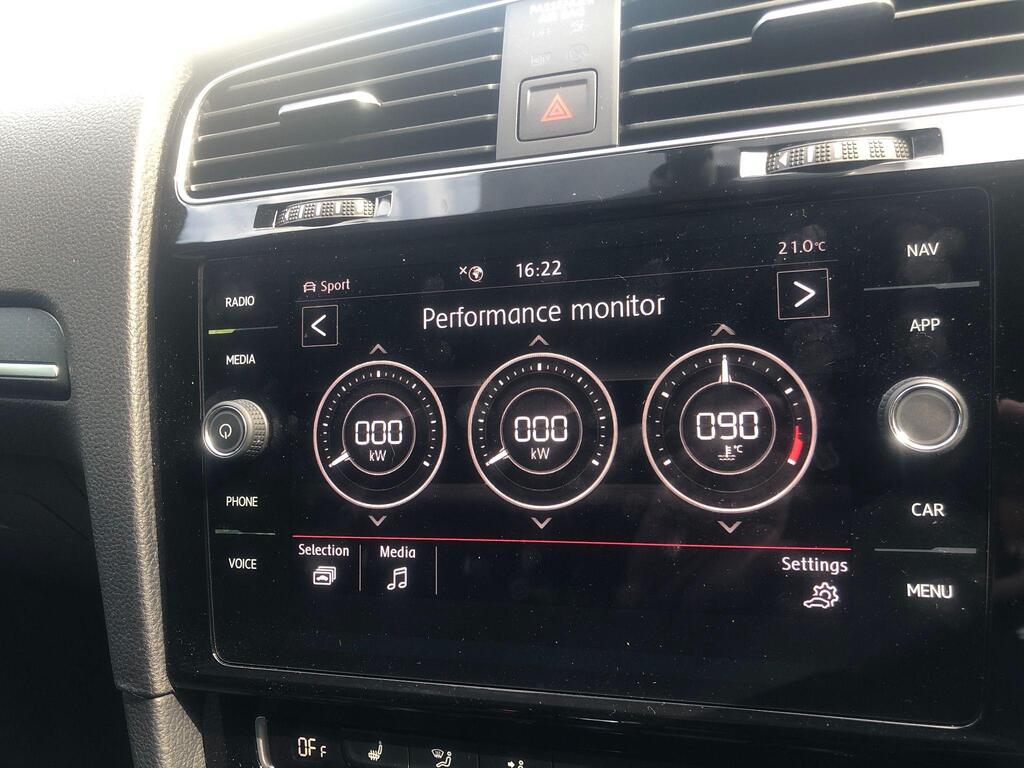 PASSENGER
AIR BAG
OFF
Sport
16:22
21.0°C
<
Performance monitor
>
000
kW
000
kW
090
°C
Selection
Media
Settings
RADIO
MEDIA
PHONE
VOICE
NAV
APP
CAR
MENU
OFF